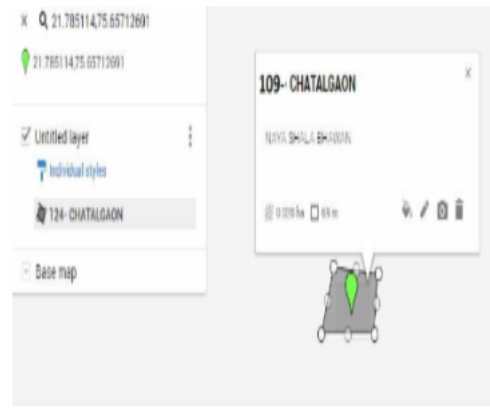 21.785114,75.65712691
21.785114,75.65712691
Untitled layer
Individual styles
124- CHATALGAON
Base map
109-- CHATALGAON
NAYA SHALA BHAWAN